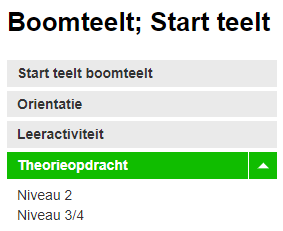 Boomteelt; Start teelt
Start teelt boomteelt
Orientatie
Leeractiviteit
Theorieopdracht
Niveau 2
Niveau 3/4